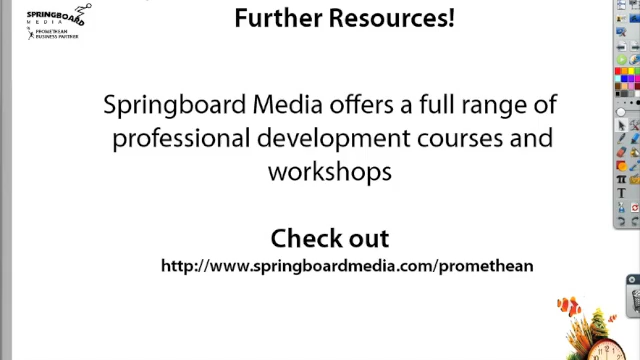 Further Resources!
SPRINGBOARD
MEDIA
PROMETHEAN
BUSINESS PARTNER
Springboard Media offers a full range of
professional development courses and
workshops
Check out
http://www.springboardmedia.com/promethean
T